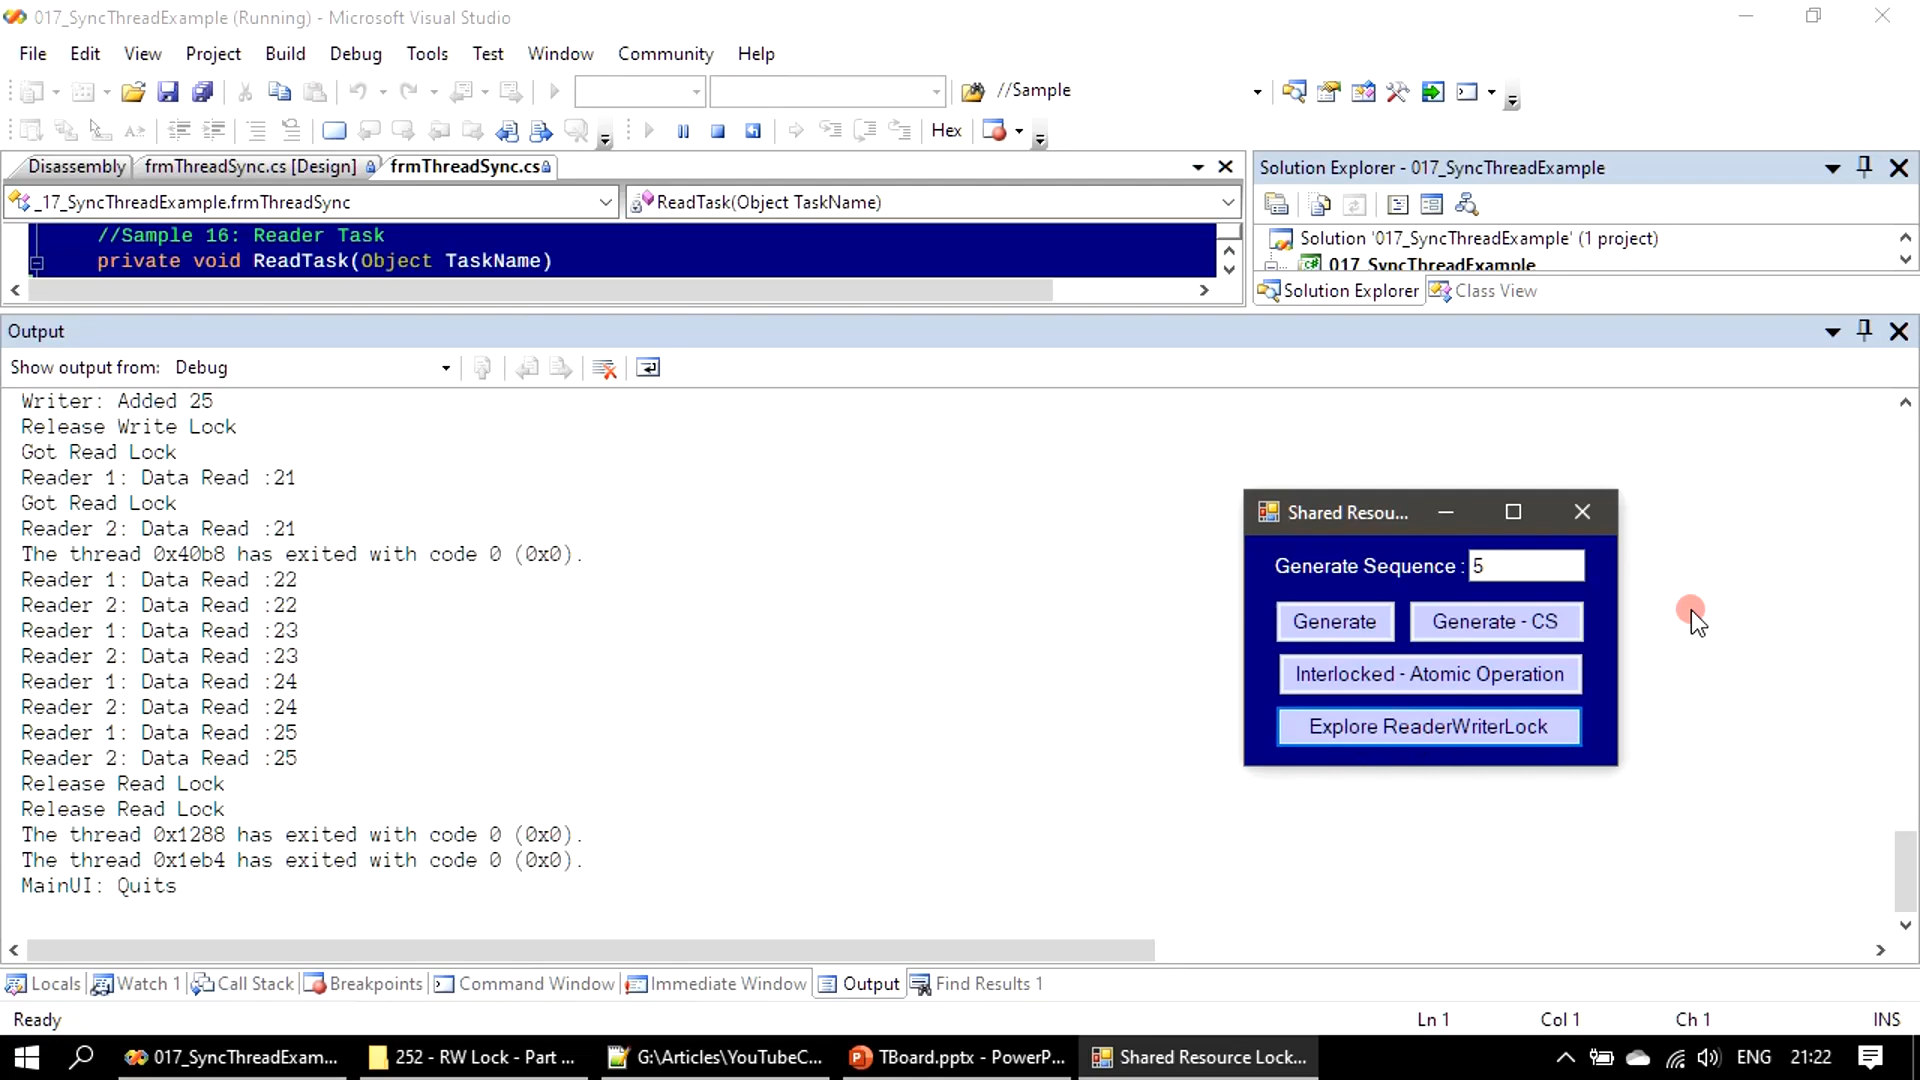 017_SyncThreadExample (Running) - Microsoft Visual Studio
File Edit View Project Build Debug Tools Test Window Community Help
//Sample
Hex
Disassembly frmThreadSync.cs [Design] frmThreadSync.cs
_17_SyncThreadExample.frmThreadSync ReadTask(Object TaskName)
//Sample 16: Reader Task
private void ReadTask(Object TaskName)
Solution Explorer - 017_SyncThreadExample
Solution '017_SyncThreadExample' (1 project)
017_SyncThreadExample
Solution Explorer Class View
Output
Show output from: Debug
Writer: Added 25
Release Write Lock
Got Read Lock
Reader 1: Data Read :21
Got Read Lock
Reader 2: Data Read :21
The thread 0x40b8 has exited with code 0 (0x0).
Reader 1: Data Read :22
Reader 2: Data Read :22
Reader 1: Data Read :23
Reader 2: Data Read :23
Reader 1: Data Read :24
Reader 2: Data Read :24
Reader 1: Data Read :25
Reader 2: Data Read :25
Release Read Lock
Release Read Lock
The thread 0x1288 has exited with code 0 (0x0).
The thread 0x1eb4 has exited with code 0 (0x0).
MainUI: Quits
Shared Resou...
Generate Sequence : 5
Generate Generate - CS
Interlocked - Atomic Operation
Explore ReaderWriterLock
Locals Watch 1 Call Stack Breakpoints Command Window Immediate Window Output Find Results 1
Ready Ln 1 Col 1 Ch 1 INS
017_SyncThreadExam... 252 - RW Lock - Part ... G:\Articles\YouTubeC... TBoard.pptx - PowerP... Shared Resource Lock... ENG 21:22